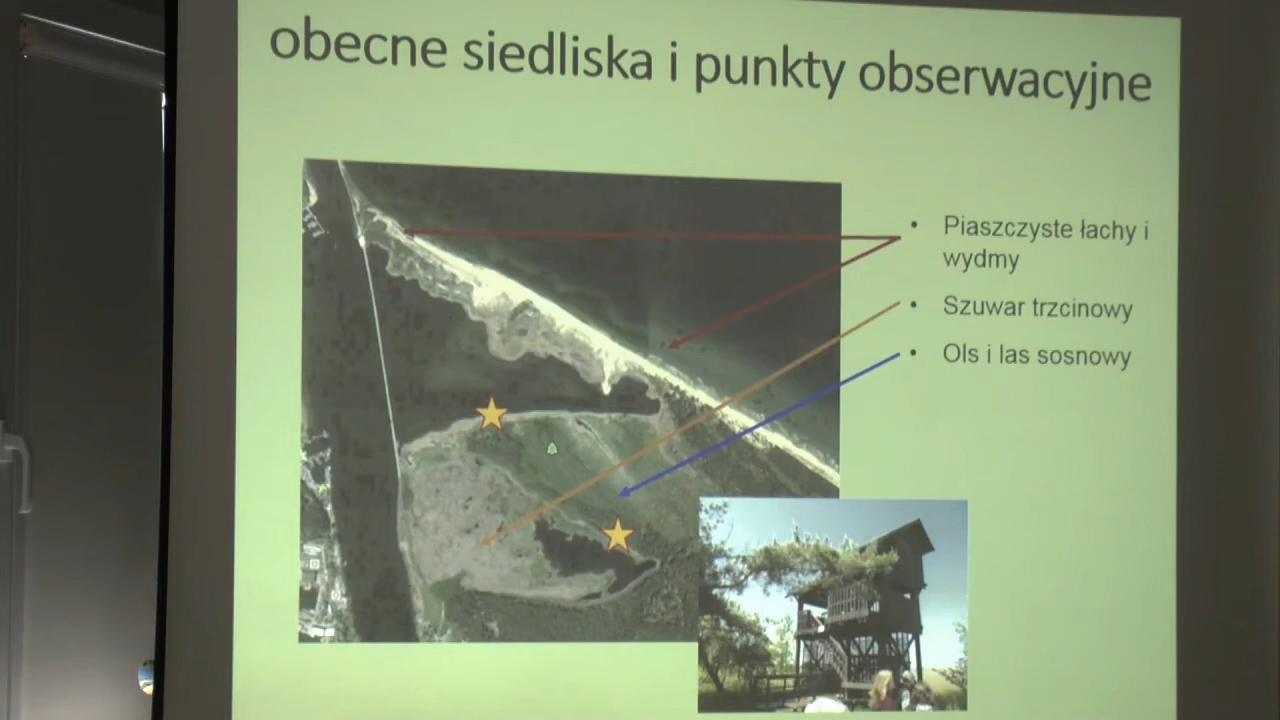 obecne siedliska i punkty obserwacyjne
• Piaszczyste łachy i
wydmy
• Szuwar trzcinowy
• Ols i las sosnowy